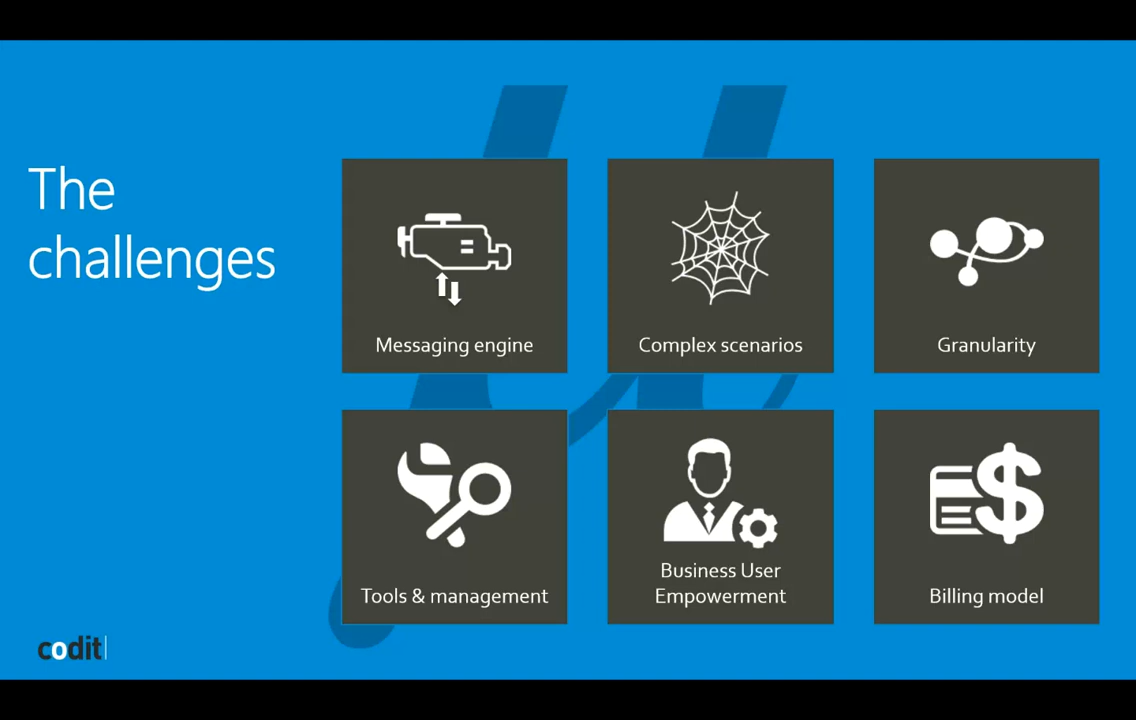 The
challenges
Messaging engine
Complex scenarios
Granularity
Tools & management
Business User
Empowerment
Billing model
codit